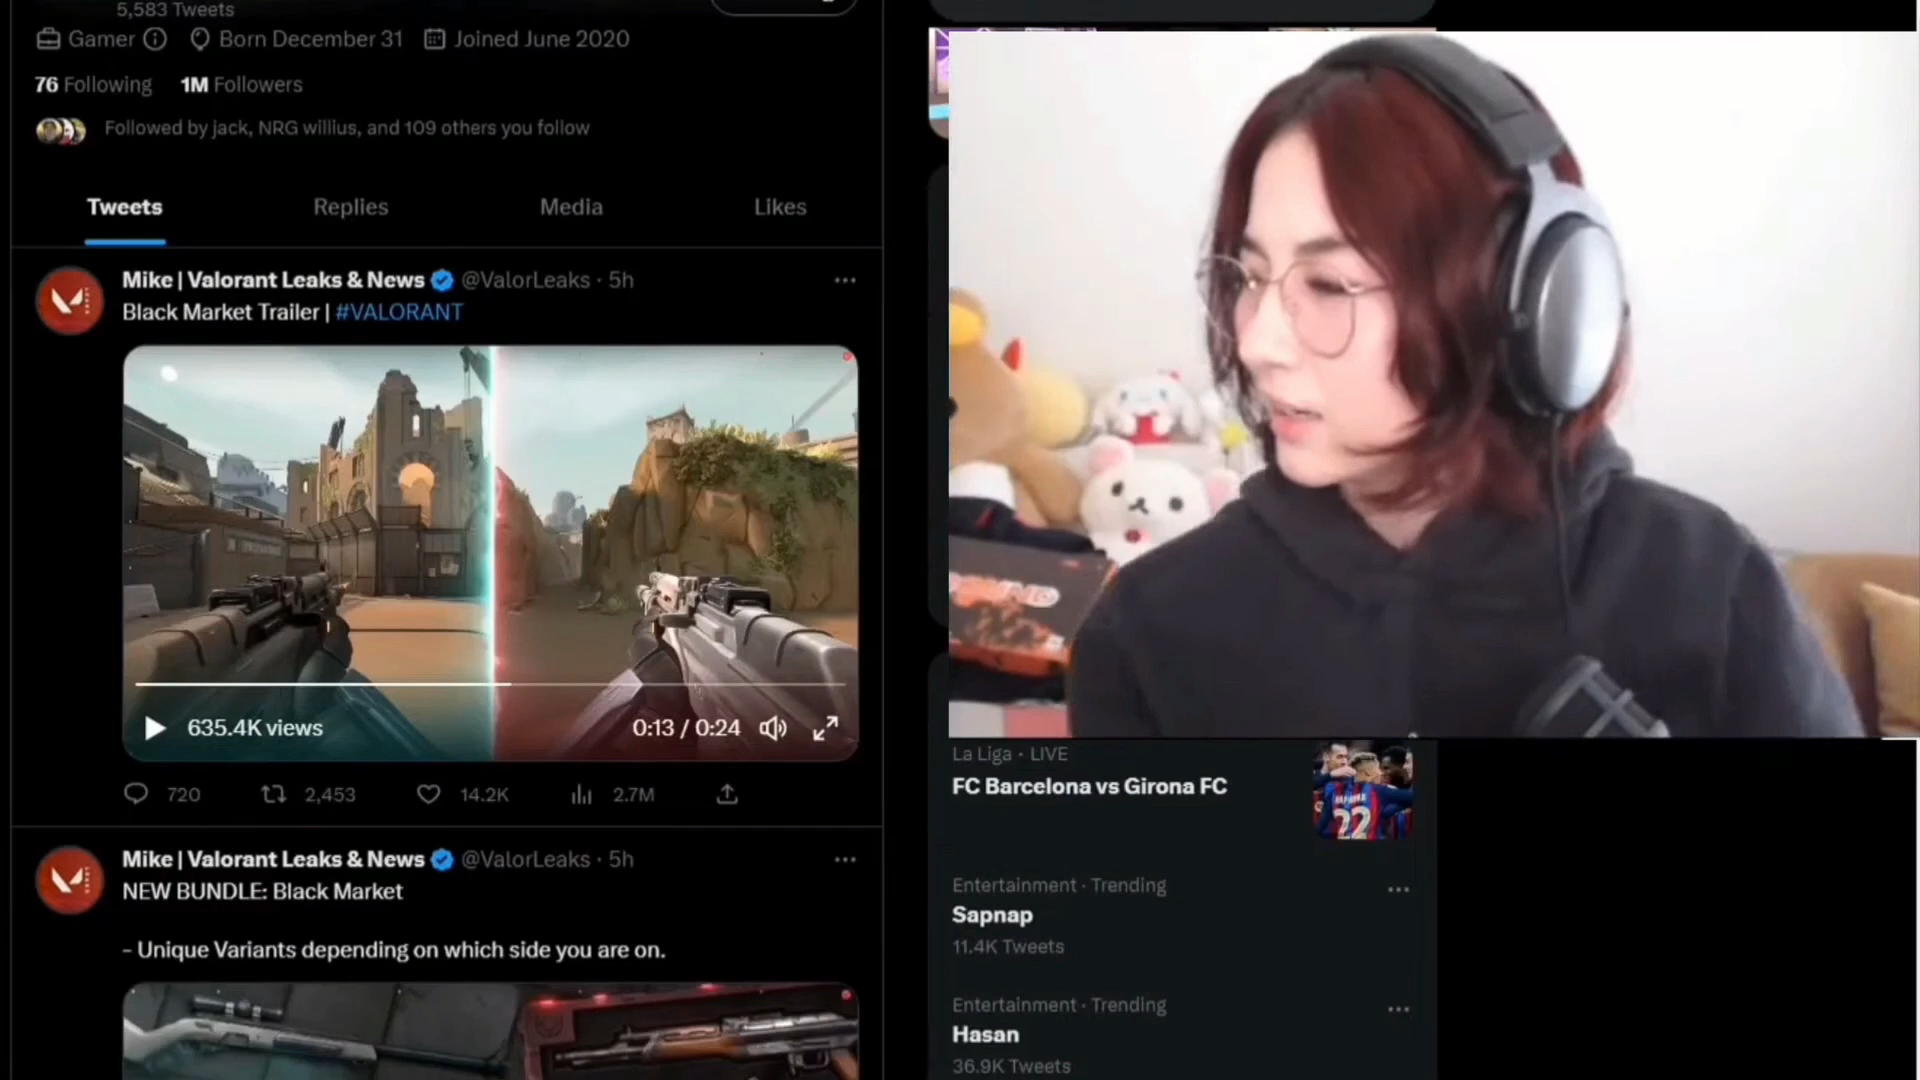 5,583 Tweets
Gamer Born December 31 Joined June 2020
76 Following 1M Followers
Followed by jack, NRG willius, and 109 others you follow
Tweets Replies Media Likes
Mike | Valorant Leaks & News @ValorLeaks · 5h
Black Market Trailer | #VALORANT
635.4K views 0:13 / 0:24
720 2,453 14.2K 2.7M
Mike | Valorant Leaks & News @ValorLeaks · 5h
NEW BUNDLE: Black Market
- Unique Variants depending on which side you are on.
La Liga · LIVE
FC Barcelona vs Girona FC
22
Entertainment · Trending
Sapnap
11.4K Tweets
Entertainment · Trending
Hasan
36.9K Tweets